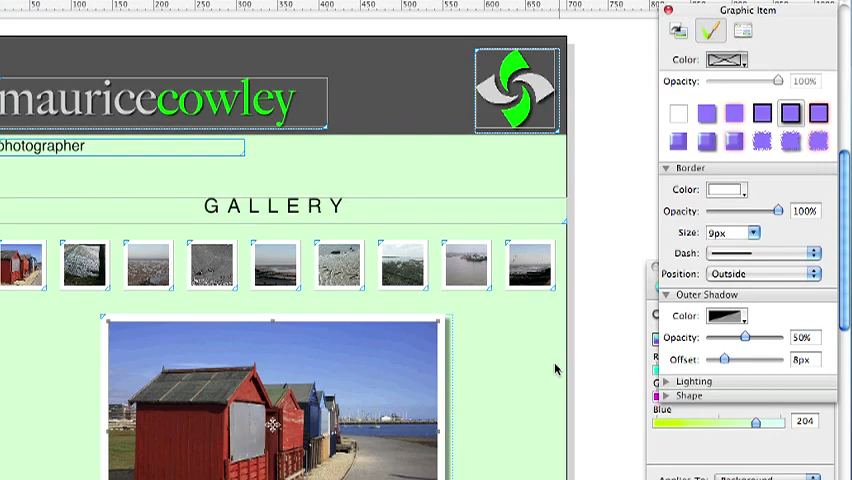 Graphic Item
50 100 150 200 250 300 350 400 450 500 550 600 650 700 750
Color:
Opacity: 100%
mauricecowley
photographer
Border
Color:
GALLERY
Opacity: 100%
Size: 9px
Dash:
Position: Outside
Outer Shadow
Color:
Opacity: 50%
Offset: 8px
Lighting
Shape
Blue
204